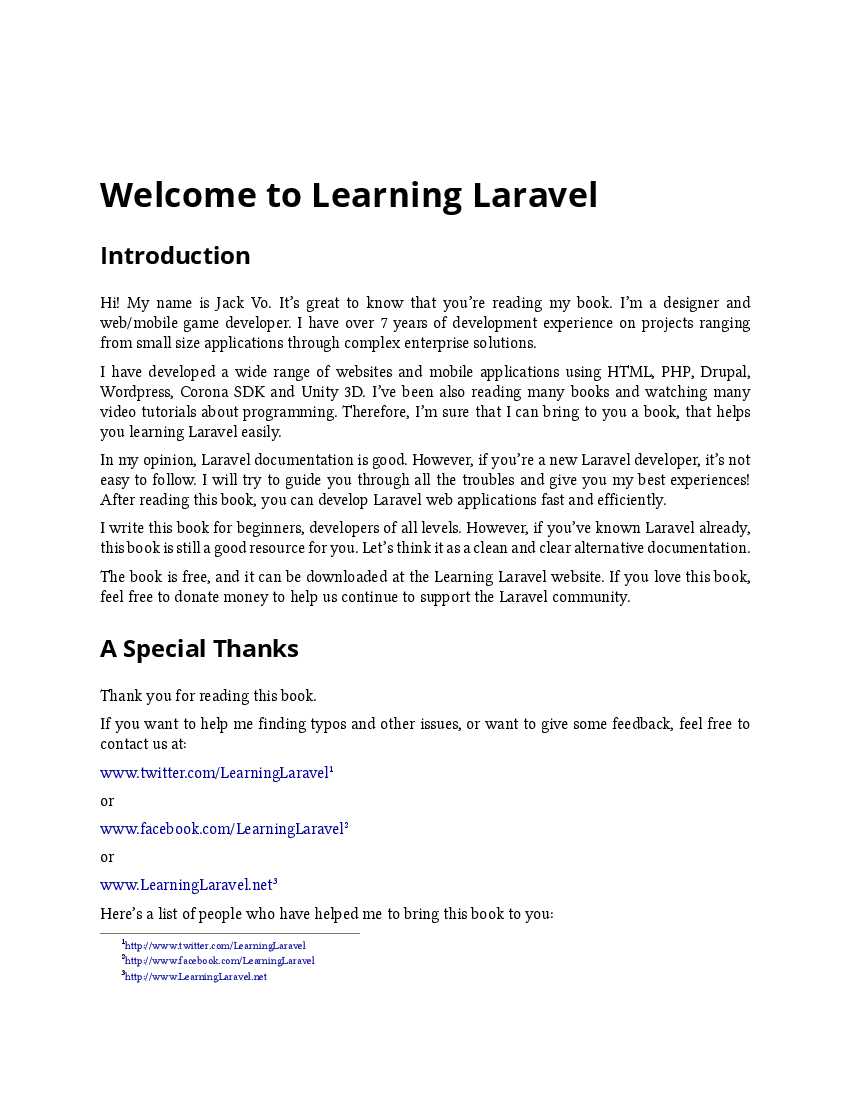 Welcome to Learning Laravel
Introduction
Hi! My name is Jack Vo. It’s great to know that you’re reading my book. I’m a designer and
web/mobile game developer. I have over 7 years of development experience on projects ranging
from small size applications through complex enterprise solutions.
I have developed a wide range of websites and mobile applications using HTML, PHP, Drupal,
Wordpress, Corona SDK and Unity 3D. I’ve been also reading many books and watching many
video tutorials about programming. Therefore, I’m sure that I can bring to you a book, that helps
you learning Laravel easily.
In my opinion, Laravel documentation is good. However, if you’re a new Laravel developer, it’s not
easy to follow. I will try to guide you through all the troubles and give you my best experiences!
After reading this book, you can develop Laravel web applications fast and efficiently.
I write this book for beginners, developers of all levels. However, if you’ve known Laravel already,
this book is still a good resource for you. Let’s think it as a clean and clear alternative documentation.
The book is free, and it can be downloaded at the Learning Laravel website. If you love this book,
feel free to donate money to help us continue to support the Laravel community.
A Special Thanks
Thank you for reading this book.
If you want to help me finding typos and other issues, or want to give some feedback, feel free to
contact us at:
www.twitter.com/LearningLaravel¹
or
www.facebook.com/LearningLaravel²
or
www.LearningLaravel.net³
Here’s a list of people who have helped me to bring this book to you:
¹http://www.twitter.com/LearningLaravel
²http://www.facebook.com/LearningLaravel
³http://www.LearningLaravel.net